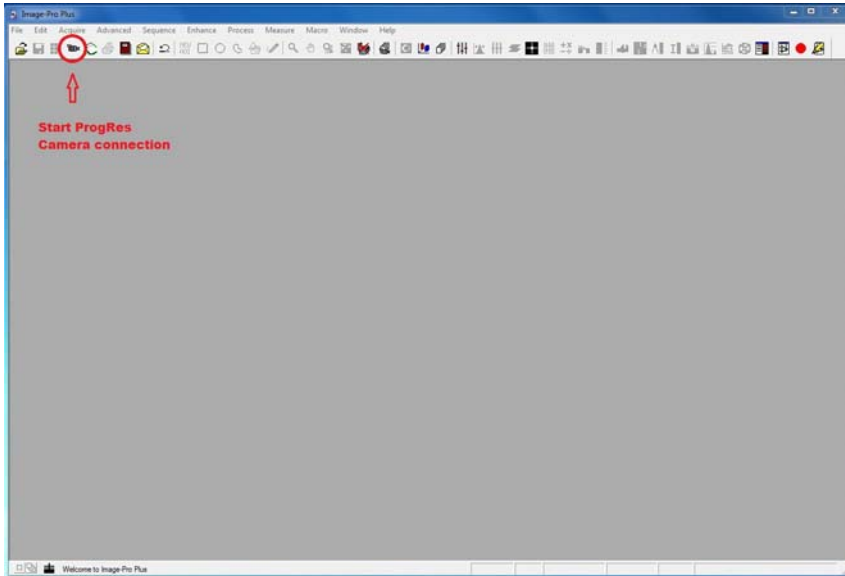 Image-Pro Plus
File Edit Acquire Advanced Sequence Enhance Process Measure Macro Window Help
Start ProgRes
Camera connection
Welcome to Image-Pro Plus